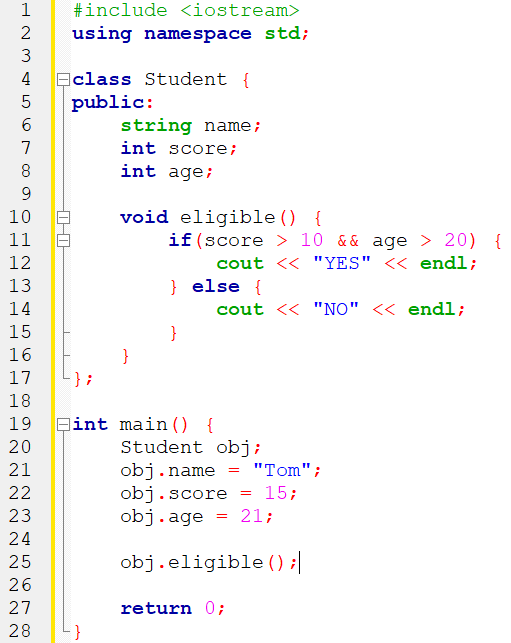 1 #include <iostream>
2 using namespace std;
3
4 class Student {
5 public:
6     string name;
7     int score;
8     int age;
9
10     void eligible() {
11         if(score > 10 && age > 20) {
12             cout << "YES" << endl;
13         } else {
14             cout << "NO" << endl;
15         }
16     }
17 };
18
19 int main() {
20     Student obj;
21     obj.name = "Tom";
22     obj.score = 15;
23     obj.age = 21;
24
25     obj.eligible();
26
27     return 0;
28 }